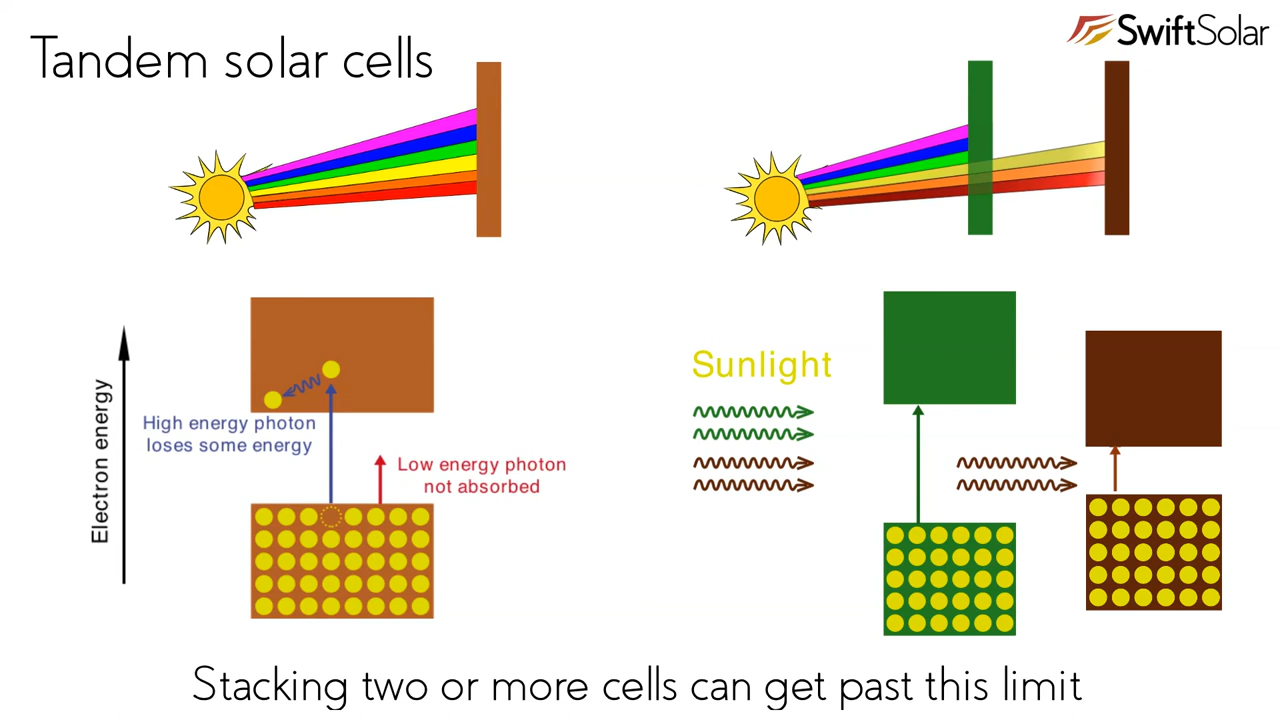 Tandem solar cells
SwiftSolar
Electron energy
High energy photon
loses some energy
Low energy photon
not absorbed
Sunlight
Stacking two or more cells can get past this limit